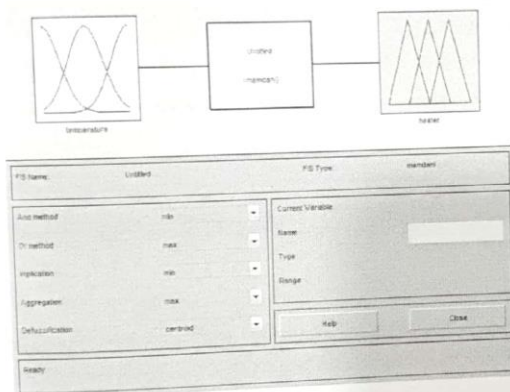 Untitled
(mamdani)
temperature
heater
FIS Name: Untitled FIS Type: mamdani
And method min
Or method max
Implication min
Aggregation max
Defuzzification centroid
Current Variable
Name
Type
Range
Help Close
Ready